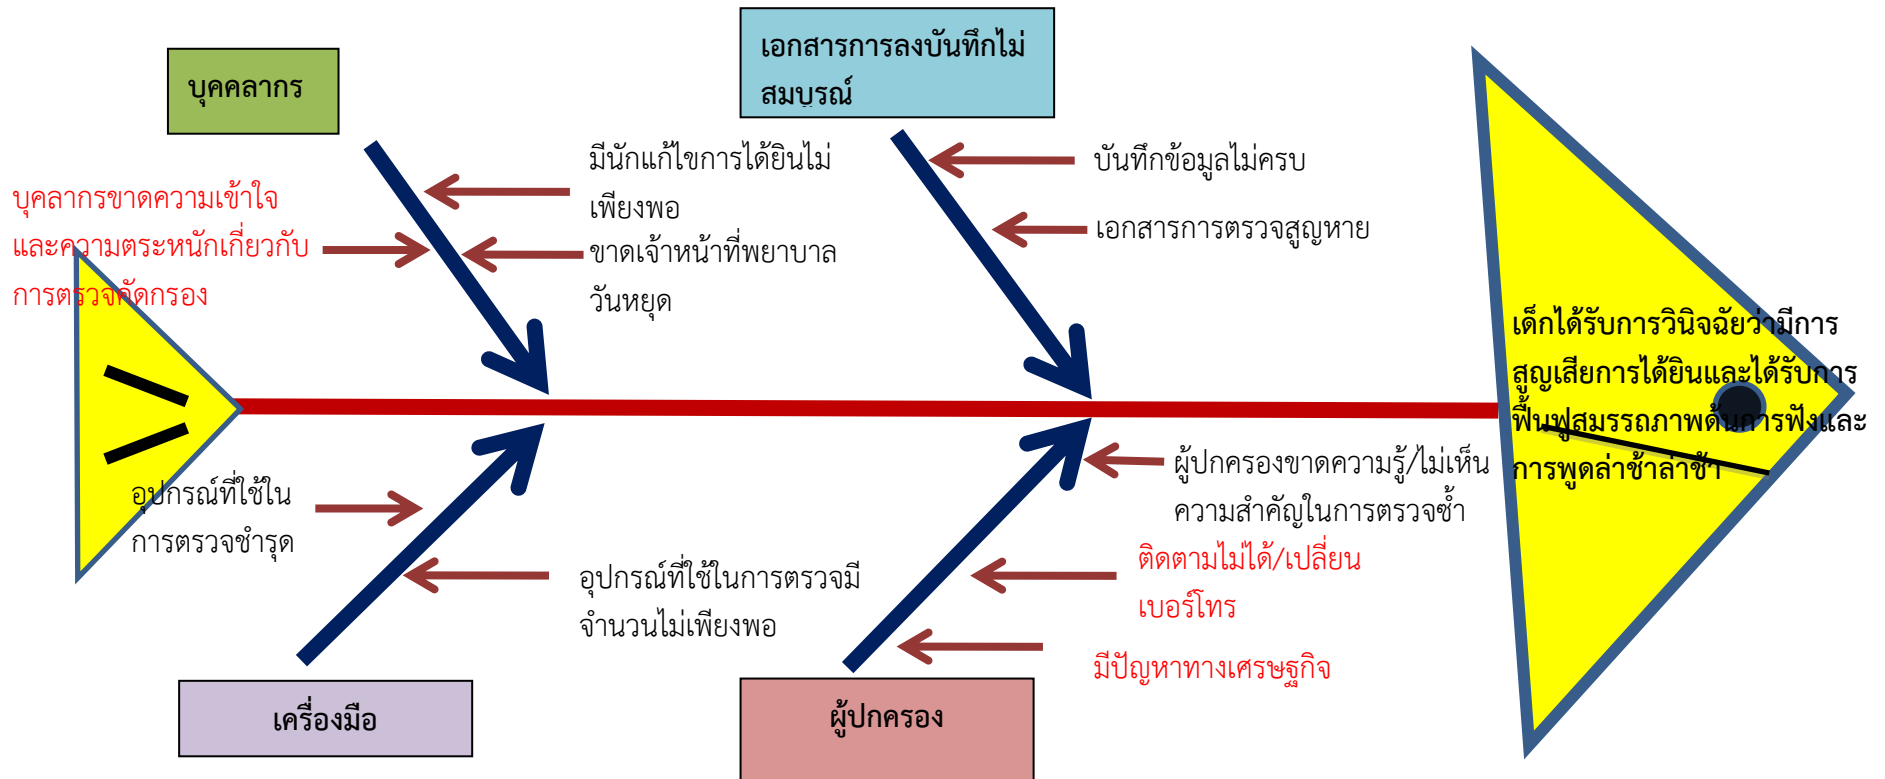 บุคคลากร
เอกสารการลงบันทึกไม่
สมบูรณ์
บุคลากรขาดความเข้าใจ
และความตระหนักเกี่ยวกับ
การตรวจคัดกรอง
มีนักแก้ไขการได้ยินไม่
เพียงพอ
ขาดเจ้าหน้าที่พยาบาล
วันหยุด
บันทึกข้อมูลไม่ครบ
เอกสารการตรวจสูญหาย
เด็กได้รับการวินิจฉัยว่ามีการ
สูญเสียการได้ยินและได้รับการ
ฟื้นฟูสมรรถภาพด้นการฟังและ
การพูดล่าช้าล่าช้า
อุปกรณ์ที่ใช้ใน
การตรวจชำรุด
อุปกรณ์ที่ใช้ในการตรวจมี
จำนวนไม่เพียงพอ
ผู้ปกครองขาดความรู้/ไม่เห็น
ความสำคัญในการตรวจซ้ำ
ติดตามไม่ได้/เปลี่ยน
เบอร์โทร
มีปัญหาทางเศรษฐกิจ
เครื่องมือ
ผู้ปกครอง